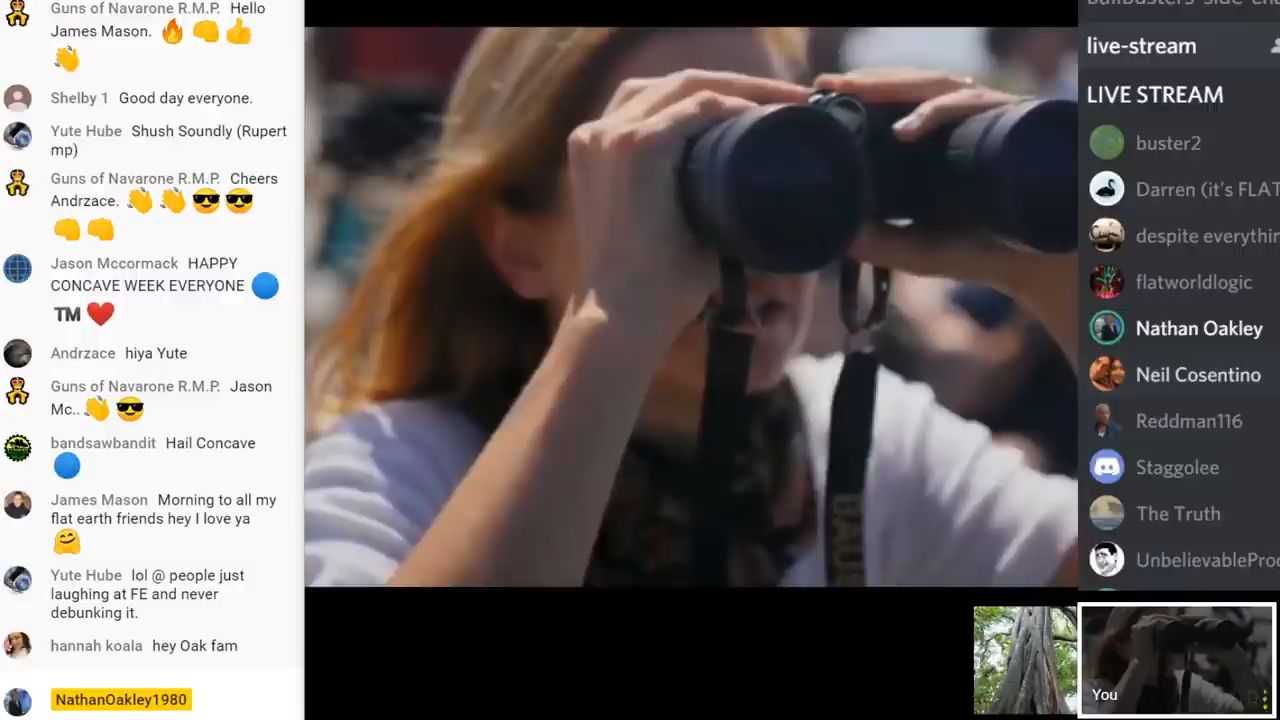 Guns of Navarone R.M.P. Hello
James Mason. 🔥 👊 👍
👋
Shelby 1 Good day everyone.
Yute Hube Shush Soundly (Rupert
mp)
Guns of Navarone R.M.P. Cheers
Andrzace. 👋 👋 😎 😎
👊 👊
Jason Mccormack HAPPY
CONCAVE WEEK EVERYONE 🔵
™️ ❤️
Andrzace hiya Yute
Guns of Navarone R.M.P. Jason
Mc.. 👋 😎
bandsawbandit Hail Concave
🔵
James Mason Morning to all my
flat earth friends hey I love ya
🤗
Yute Hube lol @ people just
laughing at FE and never
debunking it.
hannah koala hey Oak fam
NathanOakley1980
live-stream
LIVE STREAM
buster2
Darren (it's FLAT
despite everythin
flatworldlogic
Nathan Oakley
Neil Cosentino
Reddman116
Staggolee
The Truth
UnbelievableProd
You